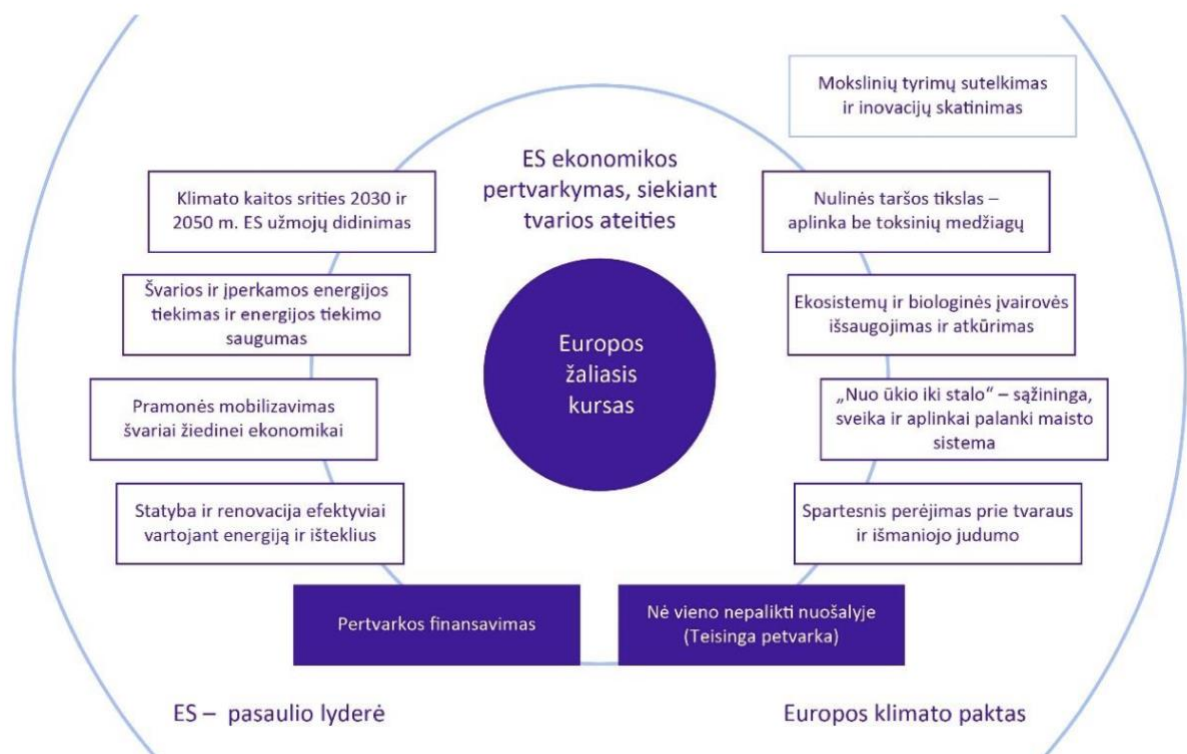 Mokslinių tyrimų sutelkimas
ir inovacijų skatinimas
ES ekonomikos
pertvarkymas, siekiant
tvarios ateities
Klimato kaitos srities 2030 ir
2050 m. ES užmojų didinimas
Nulinės taršos tikslas –
aplinka be toksinių medžiagų
Švarios ir įperkamos energijos
tiekimas ir energijos tiekimo
saugumas
Ekosistemų ir biologinės įvairovės
išsaugojimas ir atkūrimas
Europos
žaliasis
kursas
Pramonės mobilizavimas
švariai žiedinei ekonomikai
„Nuo ūkio iki stalo“ – sąžininga,
sveika ir aplinkai palanki maisto
sistema
Statyba ir renovacija efektyviai
vartojant energiją ir išteklius
Spartesnis perėjimas prie tvaraus
ir išmaniojo judumo
Pertvarkos finansavimas
Nė vieno nepalikti nuošalyje
(Teisinga petvarka)
ES – pasaulio lyderė
Europos klimato paktas